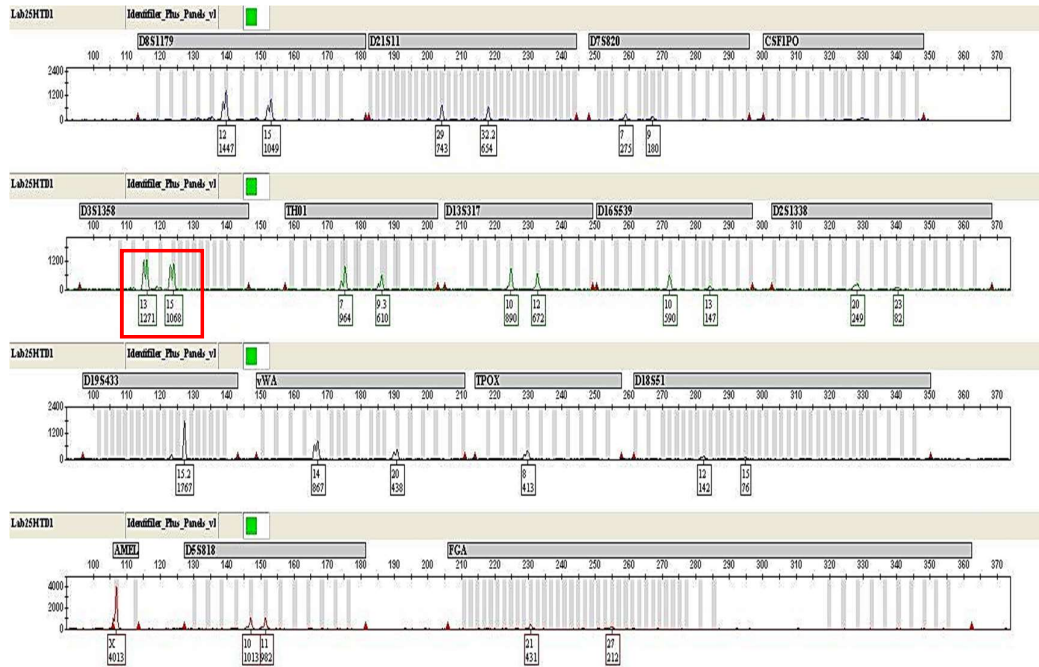 Lab25HTD1 Identifiler_Plus_Panels_v1
D8S1179 D21S11 D7S820 CSF1PO
100 110 120 130 140 150 160 170 180 190 200 210 220 230 240 250 260 270 280 290 300 310 320 330 340 350 360 370
2400
1200
0
12 15 29 32.2 7 9
1447 1049 743 654 275 180
Lab25HTD1 Identifiler_Plus_Panels_v1
D3S1358 TH01 D13S317 D16S539 D2S1338
100 110 120 130 140 150 160 170 180 190 200 210 220 230 240 250 260 270 280 290 300 310 320 330 340 350 360 370
1200
0
13 15 7 9.3 10 12 10 13 20 23
1271 1068 964 610 890 672 590 147 249 82
Lab25HTD1 Identifiler_Plus_Panels_v1
D19S433 vWA TPOX D18S51
100 110 120 130 140 150 160 170 180 190 200 210 220 230 240 250 260 270 280 290 300 310 320 330 340 350 360 370
2400
1200
0
15.2 14 20 8 12 15
1767 867 438 413 142 76
Lab25HTD1 Identifiler_Plus_Panels_v1
AMEL D5S818 FGA
100 110 120 130 140 150 160 170 180 190 200 210 220 230 240 250 260 270 280 290 300 310 320 330 340 350 360 370
4000
2000
0
X 10 11 21 27
4013 1013 982 431 212